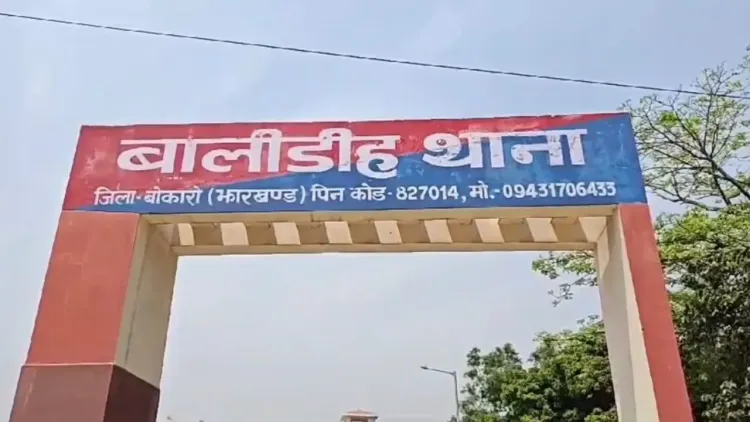 बालीडीह थाना
जिला-बोकारो (झारखण्ड) पिन कोड-827014, मो.-09431706433